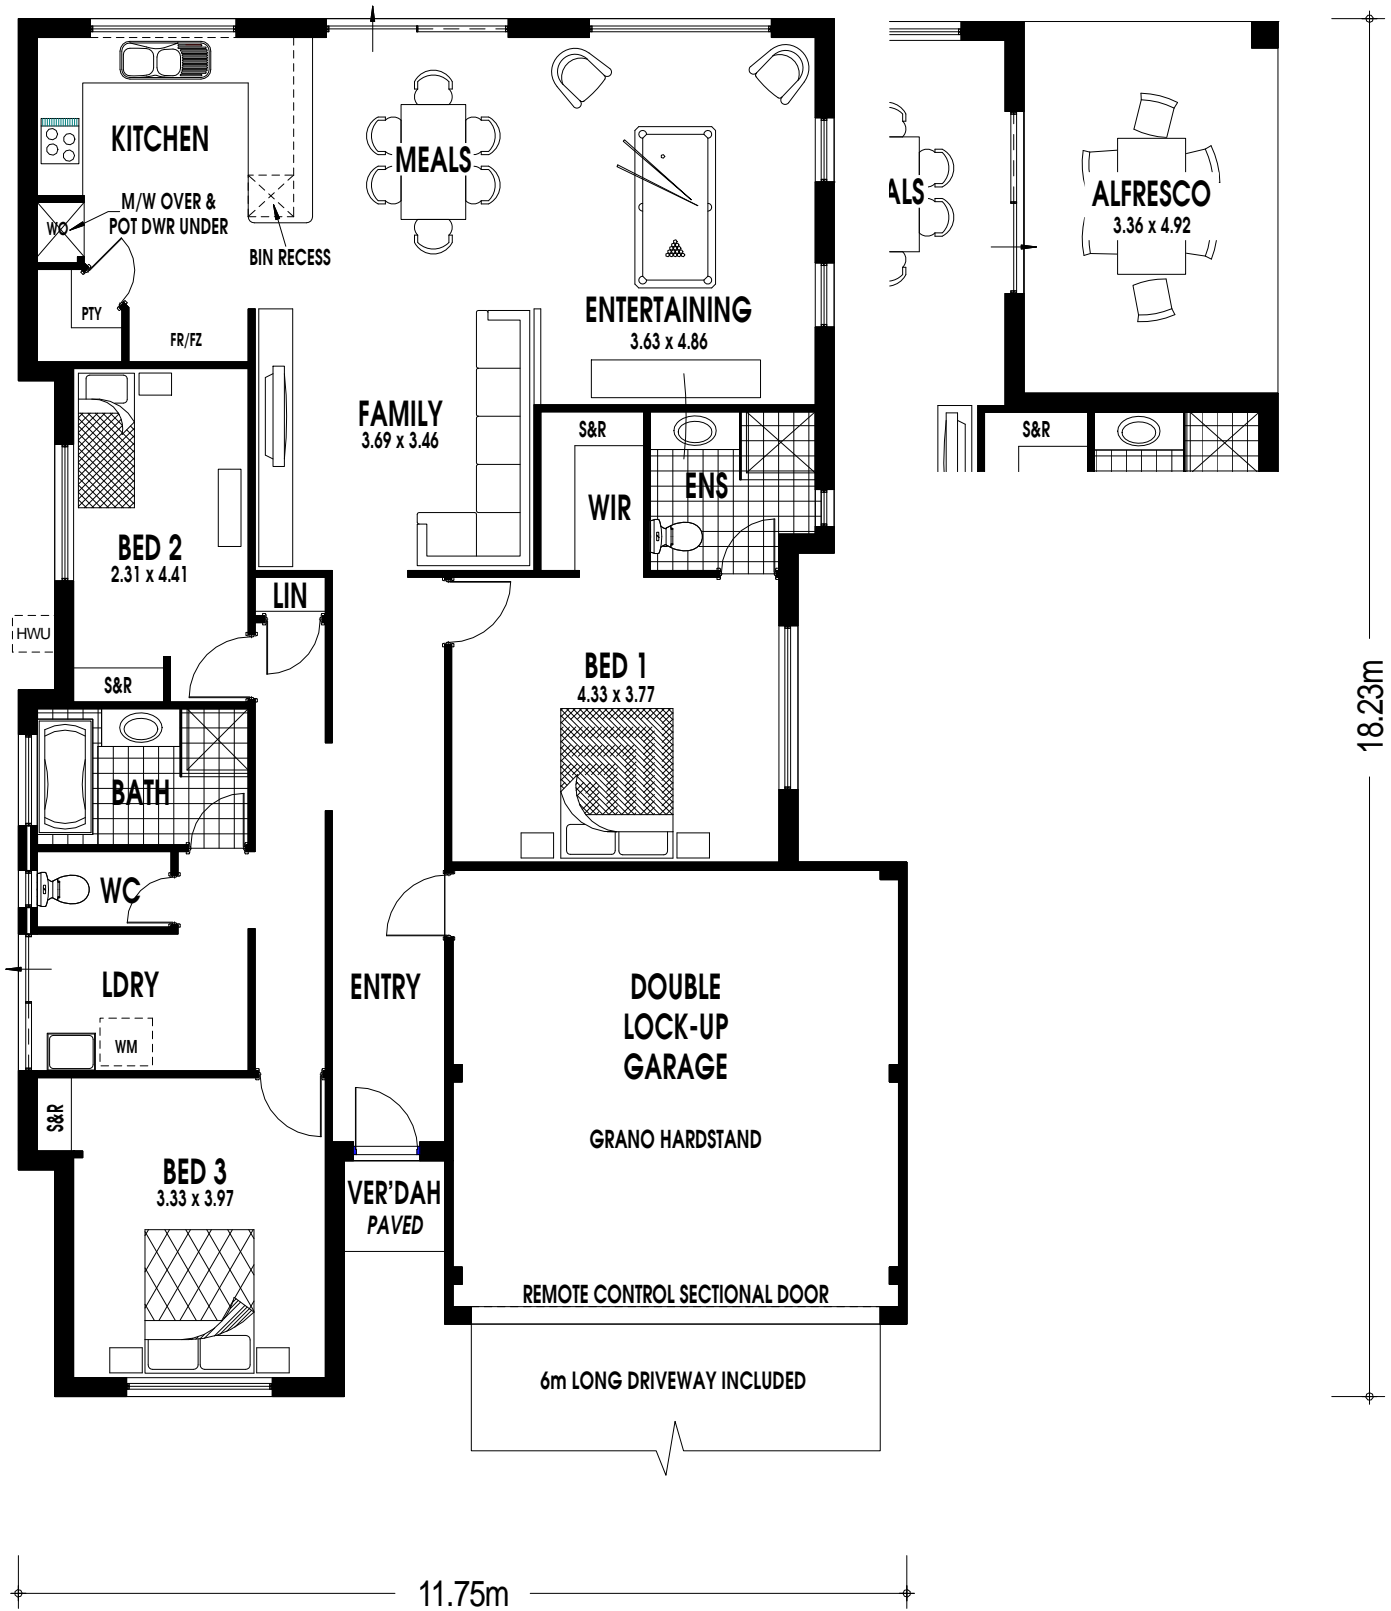 KITCHEN
M/W OVER &
POT DWR UNDER
WO
BIN RECESS
PTY
FR/FZ
MEALS
ENTERTAINING
3.63 x 4.86
FAMILY
3.69 x 3.46
ALS
ALFRESCO
3.36 x 4.92
S&R
S&R
WIR
ENS
BED 2
2.31 x 4.41
LIN
HWU
S&R
BED 1
4.33 x 3.77
BATH
WC
LDRY
WM
ENTRY
DOUBLE
LOCK-UP
GARAGE
GRANO HARDSTAND
S&R
BED 3
3.33 x 3.97
VER'DAH
PAVED
REMOTE CONTROL SECTIONAL DOOR
6m LONG DRIVEWAY INCLUDED
18.23m
11.75m